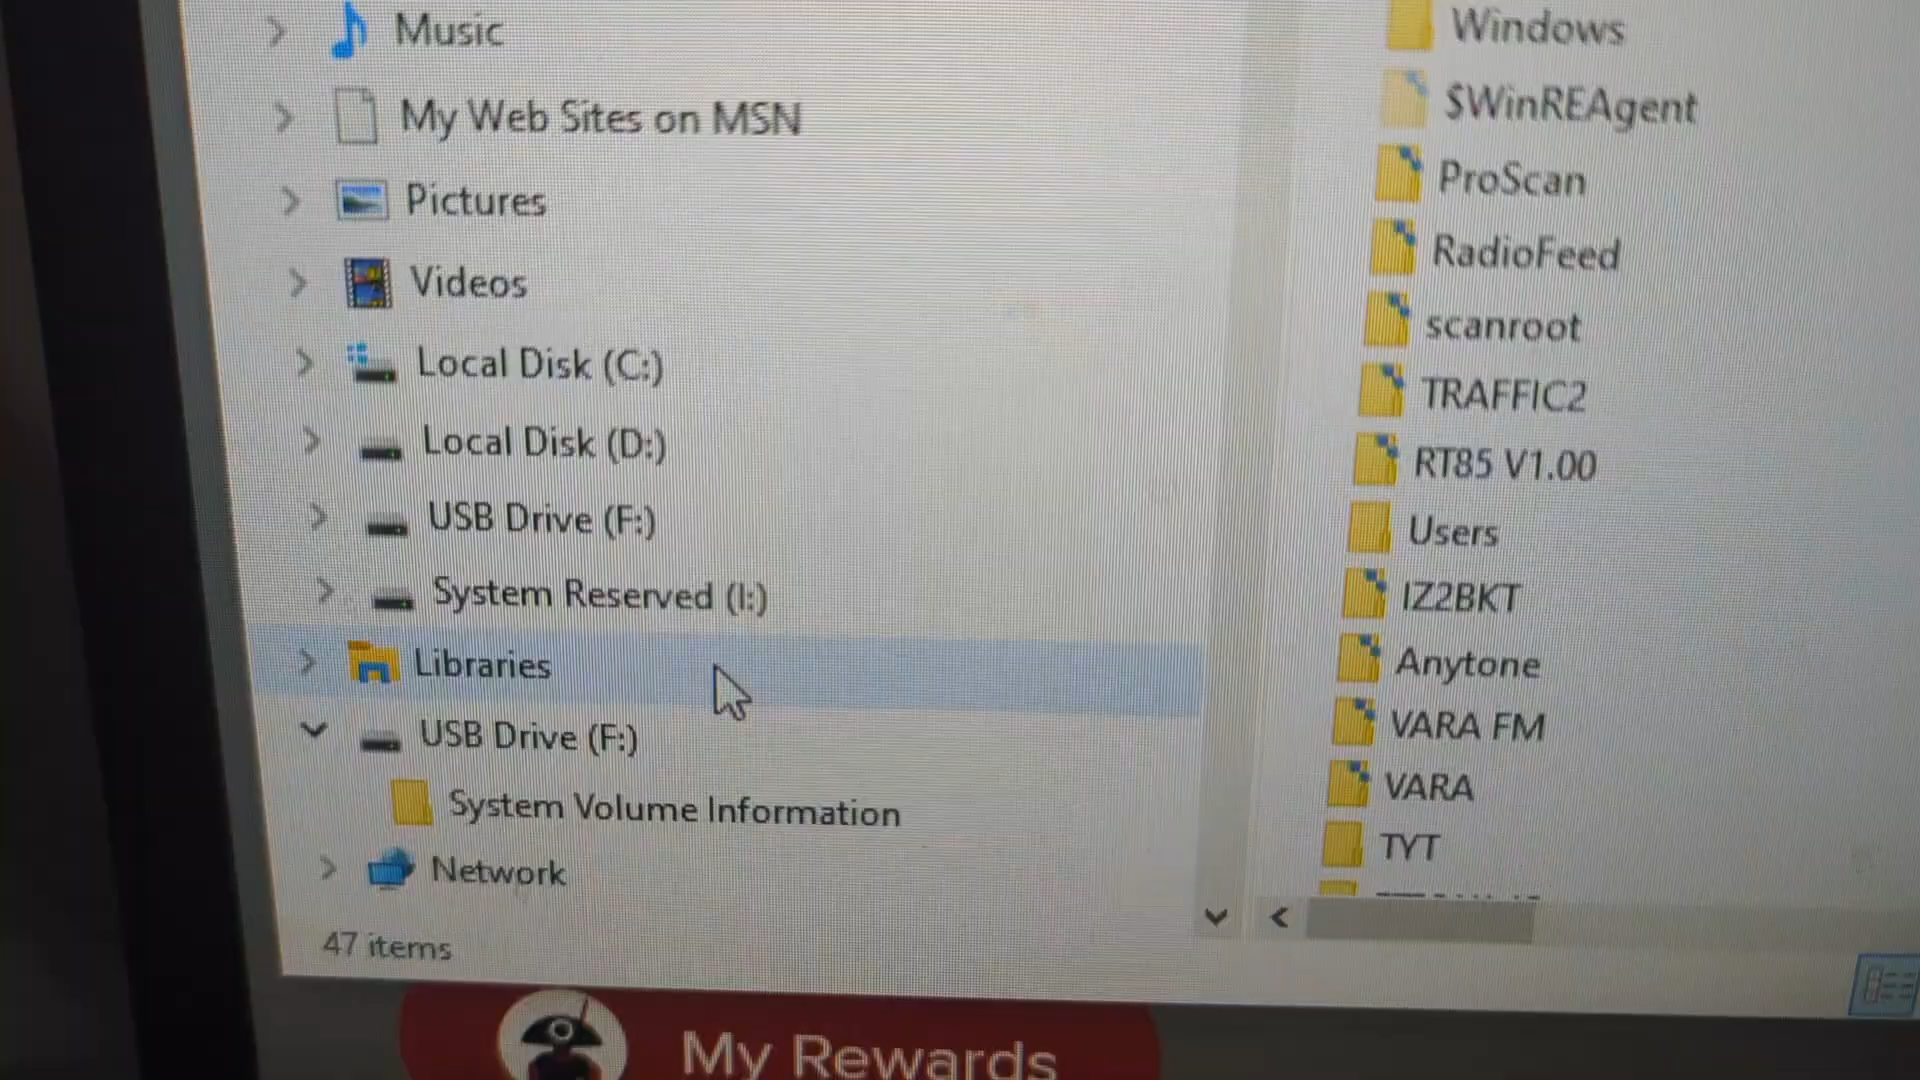 Music
My Web Sites on MSN
Pictures
Videos
Local Disk (C:)
Local Disk (D:)
USB Drive (F:)
System Reserved (I:)
Libraries
USB Drive (F:)
System Volume Information
Network
47 items
Windows
$WinREAgent
ProScan
RadioFeed
scanroot
TRAFFIC2
RT85 V1.00
Users
IZ2BKT
Anytone
VARA FM
VARA
TYT
My Rewards